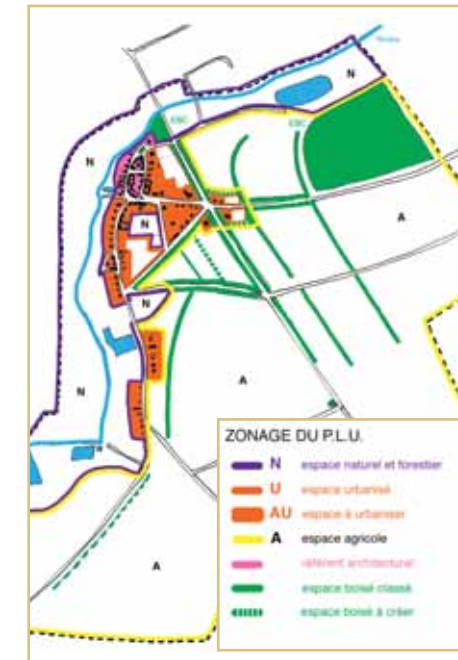 N
EBC
EBC
N
N
A
N
N
A
A
ZONAGE DU P.L.U.
N espace naturel et forestier
U espace urbanisé
AU espace à urbaniser
A espace agricole
référent architectural
espace boisé classé
espace boisé à créer